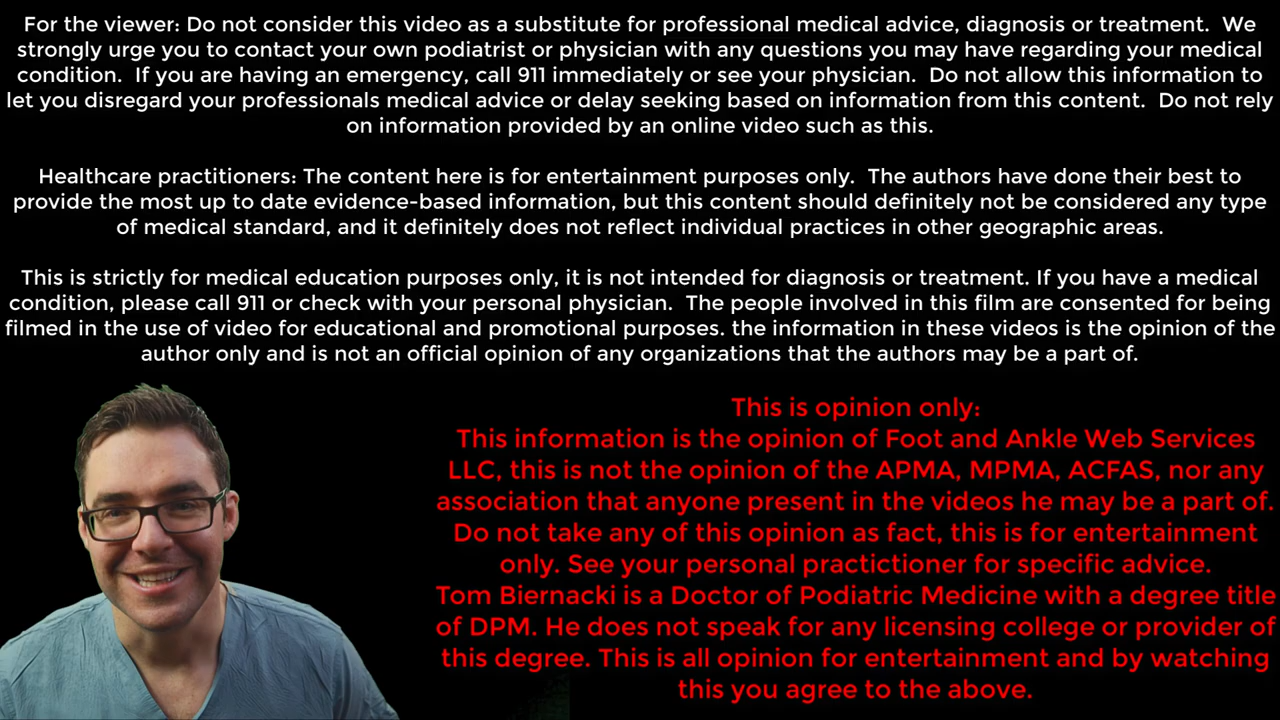 For the viewer: Do not consider this video as a substitute for professional medical advice, diagnosis or treatment.  We
strongly urge you to contact your own podiatrist or physician with any questions you may have regarding your medical
condition.  If you are having an emergency, call 911 immediately or see your physician.  Do not allow this information to
let you disregard your professionals medical advice or delay seeking based on information from this content.  Do not rely
on information provided by an online video such as this.
Healthcare practitioners: The content here is for entertainment purposes only.  The authors have done their best to
provide the most up to date evidence-based information, but this content should definitely not be considered any type
of medical standard, and it definitely does not reflect individual practices in other geographic areas.
This is strictly for medical education purposes only, it is not intended for diagnosis or treatment. If you have a medical
condition, please call 911 or check with your personal physician.  The people involved in this film are consented for being
filmed in the use of video for educational and promotional purposes. the information in these videos is the opinion of the
author only and is not an official opinion of any organizations that the authors may be a part of.
This is opinion only:
This information is the opinion of Foot and Ankle Web Services
LLC, this is not the opinion of the APMA, MPMA, ACFAS, nor any
association that anyone present in the videos he may be a part of.
Do not take any of this opinion as fact, this is for entertainment
only. See your personal practictioner for specific advice.
Tom Biernacki is a Doctor of Podiatric Medicine with a degree title
of DPM. He does not speak for any licensing college or provider of
this degree. This is all opinion for entertainment and by watching
this you agree to the above.